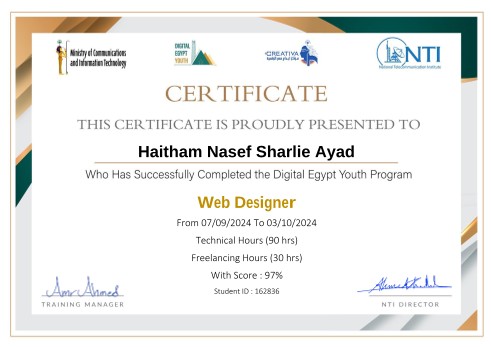 Ministry of Communications
and Information Technology
DIGITAL
EGYPT
YOUTH
CREATIVA
NTI
National Telecommunication Institute
CERTIFICATE
THIS CERTIFICATE IS PROUDLY PRESENTED TO
Haitham Nasef Sharlie Ayad
Who Has Successfully Completed the Digital Egypt Youth Program
Web Designer
From 07/09/2024 To 03/10/2024
Technical Hours (90 hrs)
Freelancing Hours (30 hrs)
With Score : 97%
Student ID : 162836
Amr Ahmed
TRAINING MANAGER
NTI DIRECTOR